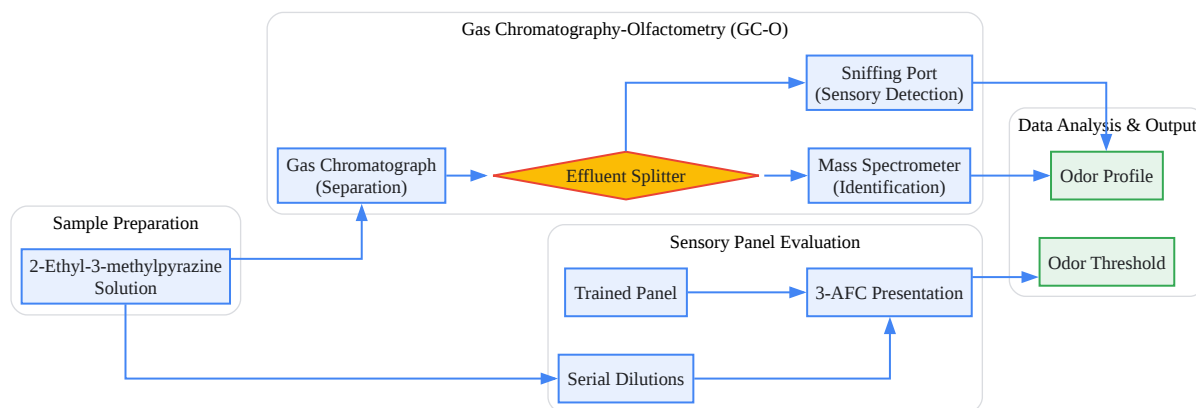 Gas Chromatography-Olfactometry (GC-O)
Sniffing Port
(Sensory Detection)
Data Analysis & Output
Gas Chromatograph
(Separation)
Effluent Splitter
Mass Spectrometer
(Identification)
Odor Profile
Sample Preparation
2-Ethyl-3-methylpyrazine
Solution
Sensory Panel Evaluation
Odor Threshold
Trained Panel
3-AFC Presentation
Serial Dilutions